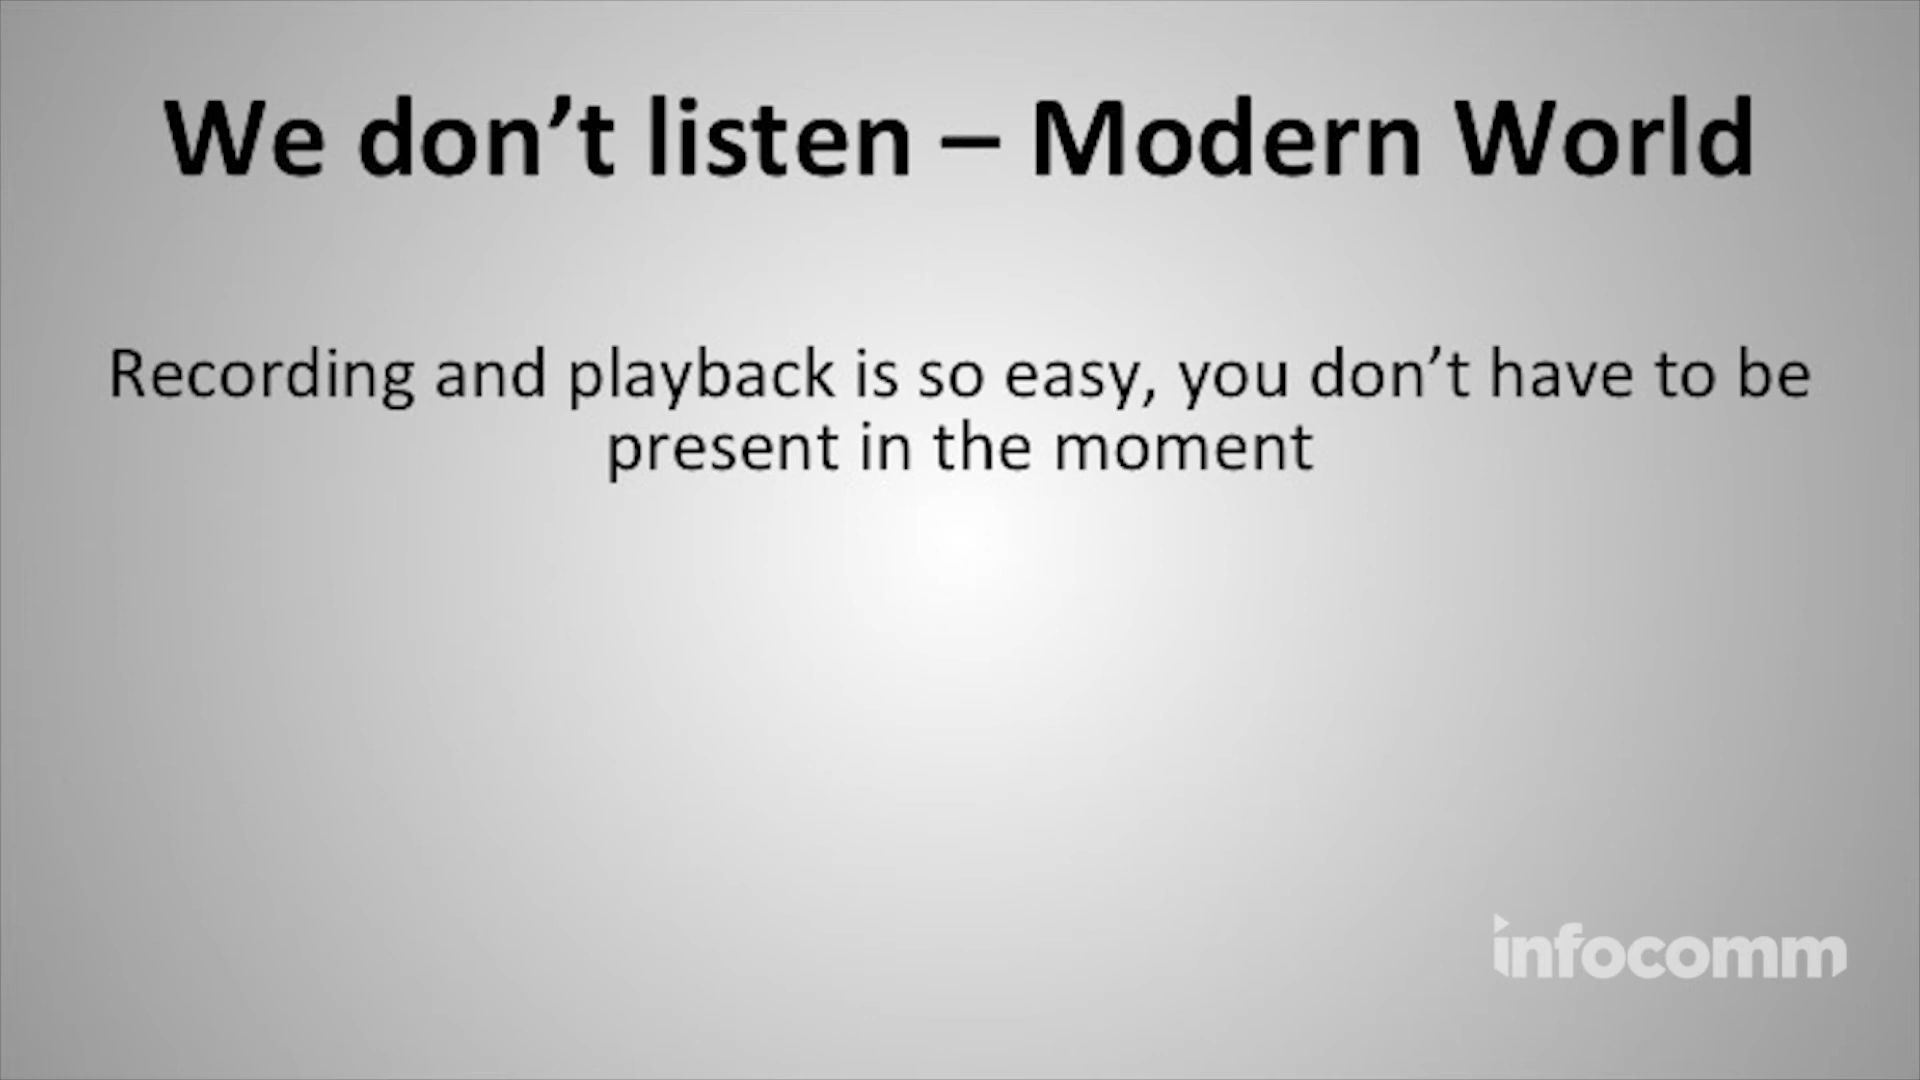 We don’t listen – Modern World
Recording and playback is so easy, you don’t have to be
present in the moment
infocomm